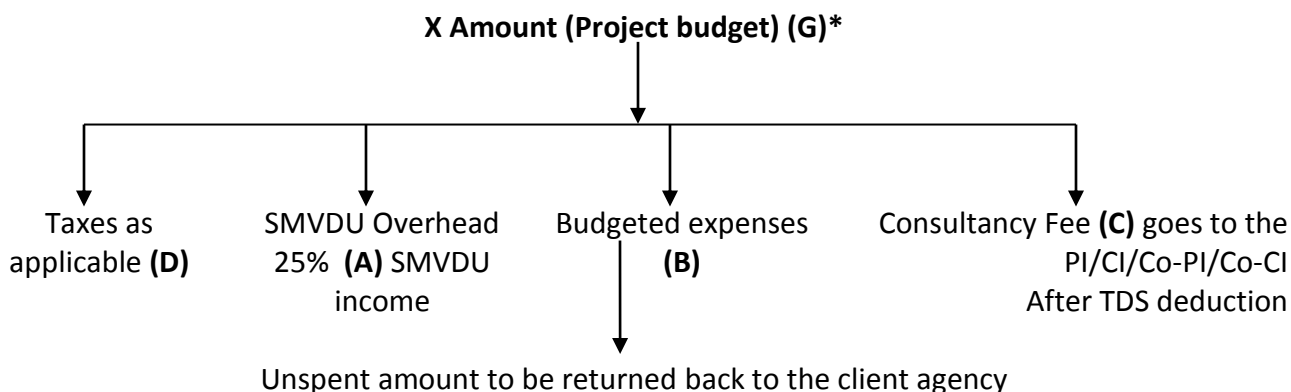 X Amount (Project budget) (G)*
Taxes as
applicable (D)
SMVDU Overhead
25% (A) SMVDU
income
Budgeted expenses
(B)
Consultancy Fee (C) goes to the
PI/CI/Co-PI/Co-CI
After TDS deduction
Unspent amount to be returned back to the client agency